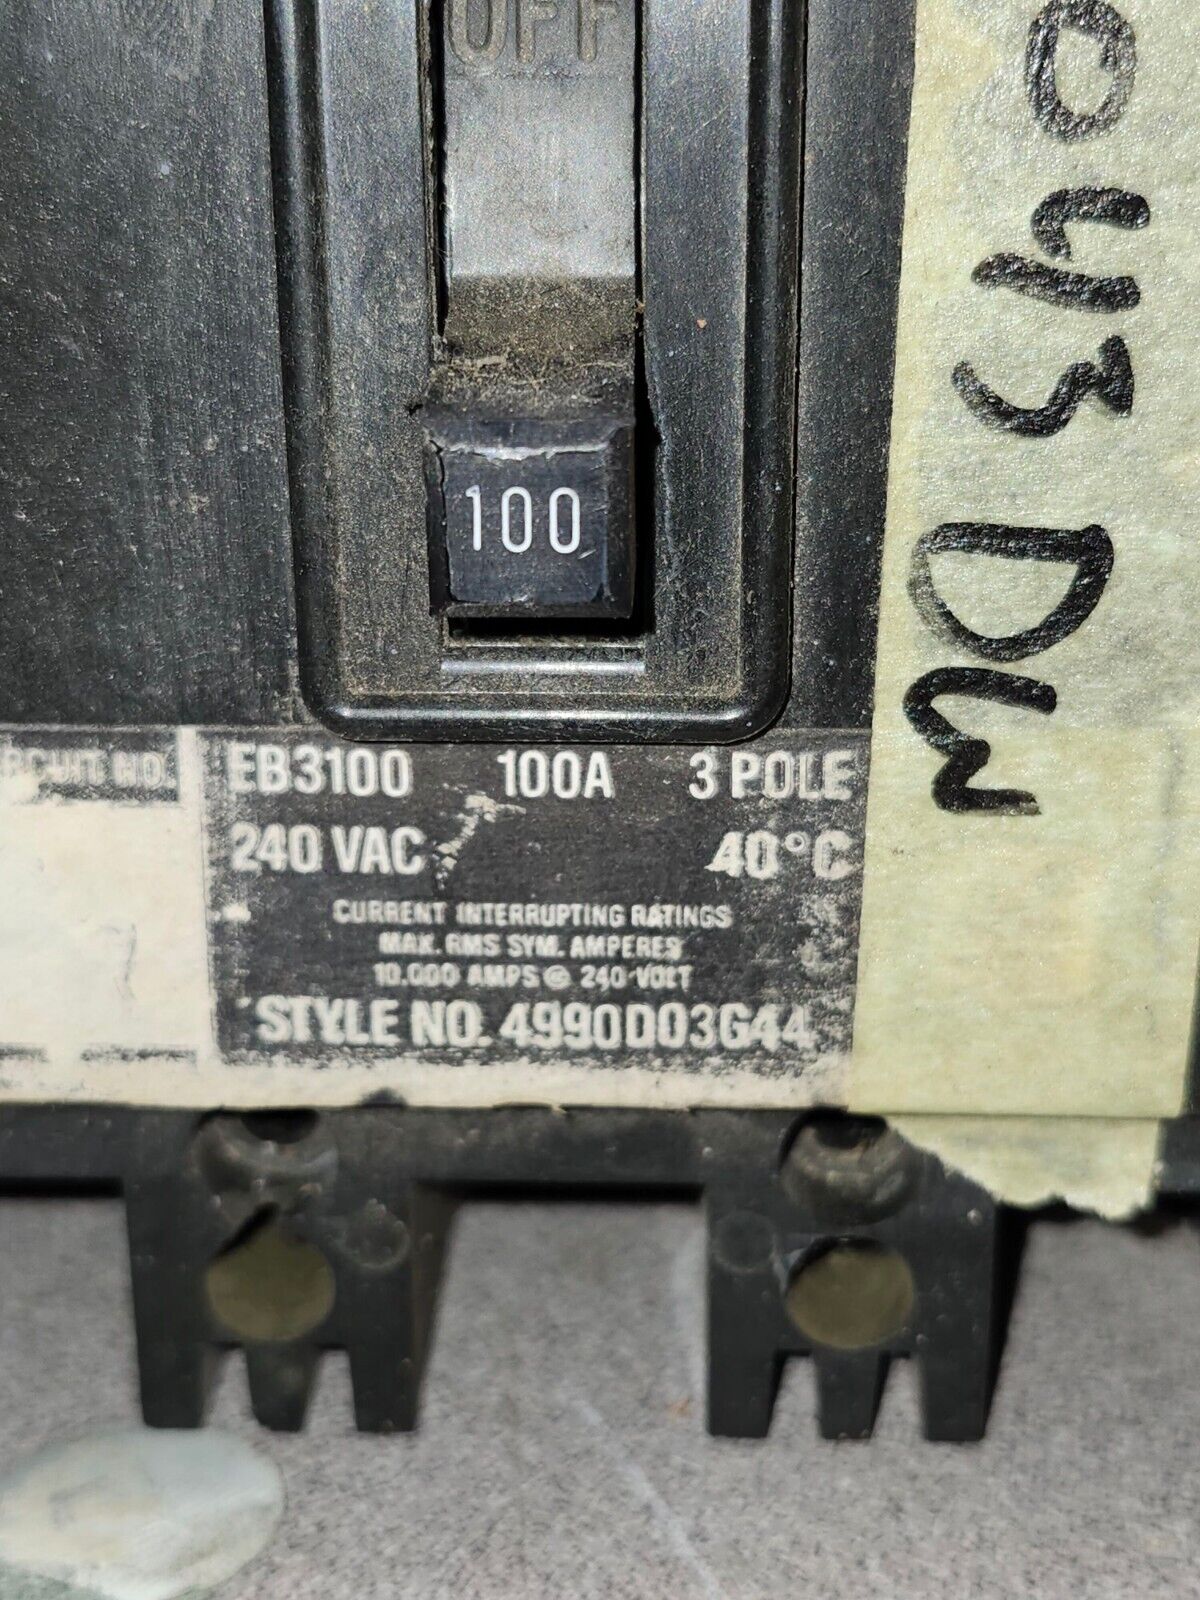 OFF
100
RCUIT NO.
EB3100 100A 3 POLE
240 VAC 40°C
CURRENT INTERRUPTING RATINGS
MAX. RMS SYM. AMPERES
10,000 AMPS @ 240 VOLT
STYLE NO. 4990D03G44
043 DW